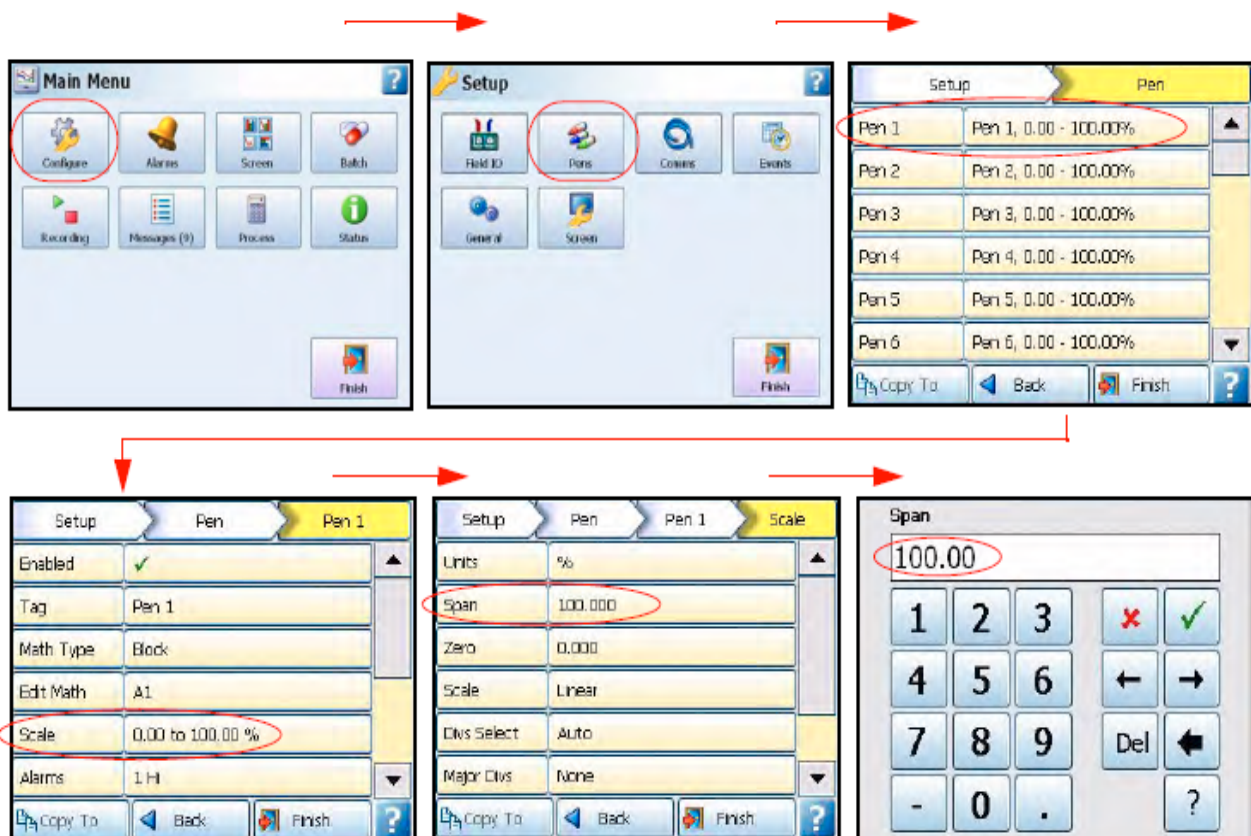 Main Menu ?
Configure Alarms Screen Batch
Recording Messages (9) Process Status
Finish
Setup ?
Field IO Pens Comms Events
General Screen
Finish
Setup Pen
Pen 1 Pen 1, 0.00 - 100.00%
Pen 2 Pen 2, 0.00 - 100.00%
Pen 3 Pen 3, 0.00 - 100.00%
Pen 4 Pen 4, 0.00 - 100.00%
Pen 5 Pen 5, 0.00 - 100.00%
Pen 6 Pen 6, 0.00 - 100.00%
Copy To Back Finish ?
Setup Pen Pen 1
Enabled ✓
Tag Pen 1
Math Type Block
Edit Math A1
Scale 0.00 to 100.00 %
Alarms 1 Hi
Copy To Back Finish ?
Setup Pen Pen 1 Scale
Units %
Span 100.000
Zero 0.000
Scale Linear
Divs Select Auto
Major Divs None
Copy To Back Finish ?
Span
100.00
1 2 3
4 5 6
7 8 9 Del
- 0 . ?